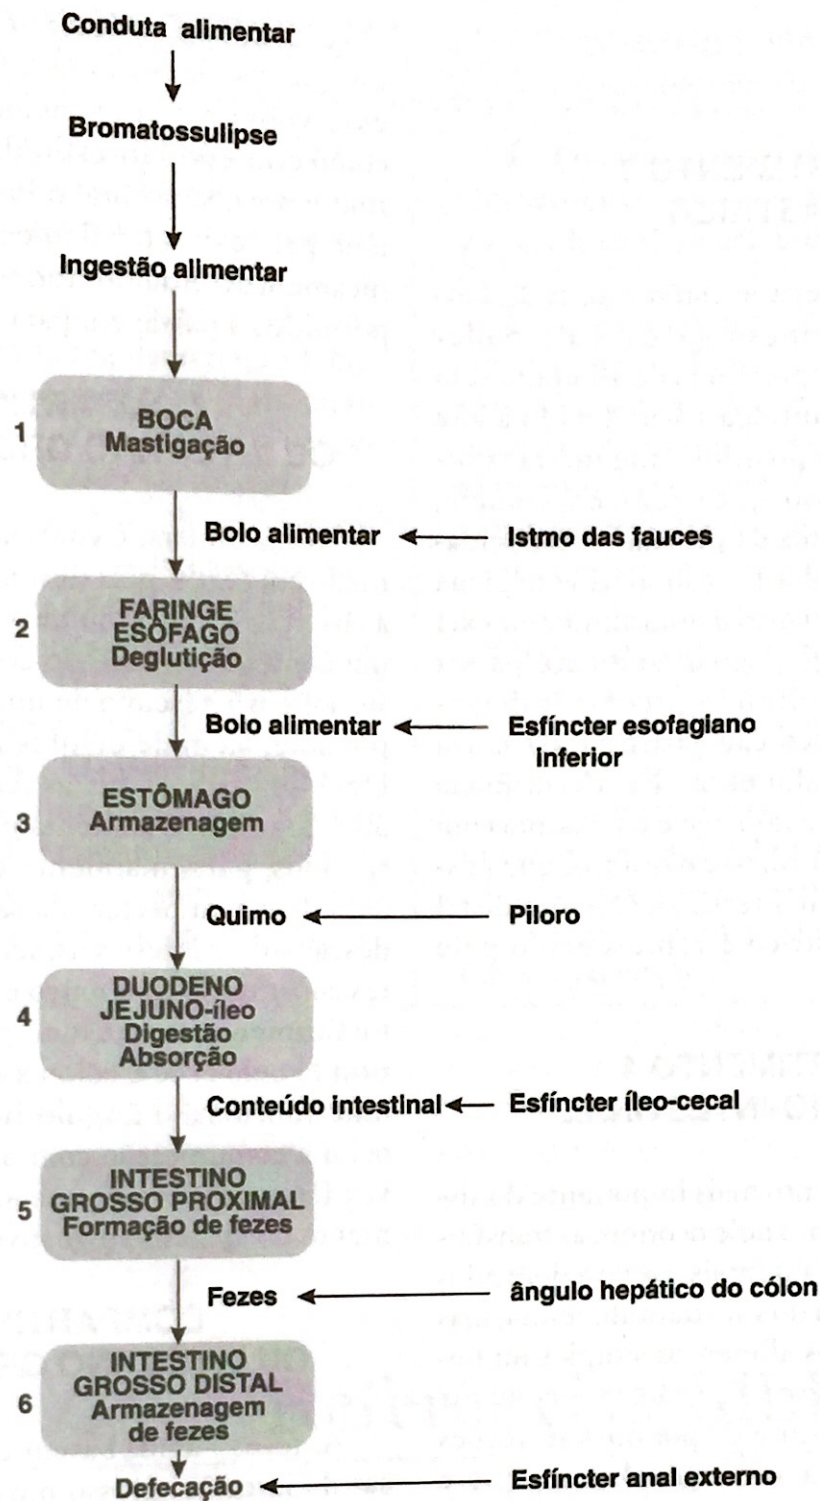 Conduta alimentar
Bromatossulipse
Ingestão alimentar
1
BOCA
Mastigação
Bolo alimentar
Istmo das fauces
2
FARINGE
ESÔFAGO
Deglutição
Bolo alimentar
Esfíncter esofagiano
inferior
3
ESTÔMAGO
Armazenagem
Quimo
Piloro
4
DUODENO
JEJUNO-íleo
Digestão
Absorção
Conteúdo intestinal
Esfíncter íleo-cecal
5
INTESTINO
GROSSO PROXIMAL
Formação de fezes
Fezes
ângulo hepático do cólon
6
INTESTINO
GROSSO DISTAL
Armazenagem
de fezes
Defecação
Esfíncter anal externo